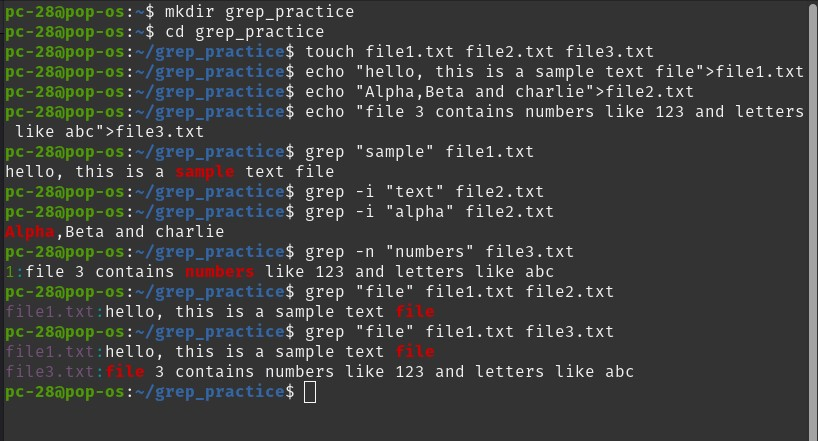 pc-28@pop-os:~$ mkdir grep_practice
pc-28@pop-os:~$ cd grep_practice
pc-28@pop-os:~/grep_practice$ touch file1.txt file2.txt file3.txt
pc-28@pop-os:~/grep_practice$ echo "hello, this is a sample text file">file1.txt
pc-28@pop-os:~/grep_practice$ echo "Alpha,Beta and charlie">file2.txt
pc-28@pop-os:~/grep_practice$ echo "file 3 contains numbers like 123 and letters
 like abc">file3.txt
pc-28@pop-os:~/grep_practice$ grep "sample" file1.txt
hello, this is a sample text file
pc-28@pop-os:~/grep_practice$ grep -i "text" file2.txt
pc-28@pop-os:~/grep_practice$ grep -i "alpha" file2.txt
Alpha,Beta and charlie
pc-28@pop-os:~/grep_practice$ grep -n "numbers" file3.txt
1:file 3 contains numbers like 123 and letters like abc
pc-28@pop-os:~/grep_practice$ grep "file" file1.txt file2.txt
file1.txt:hello, this is a sample text file
pc-28@pop-os:~/grep_practice$ grep "file" file1.txt file3.txt
file1.txt:hello, this is a sample text file
file3.txt:file 3 contains numbers like 123 and letters like abc
pc-28@pop-os:~/grep_practice$